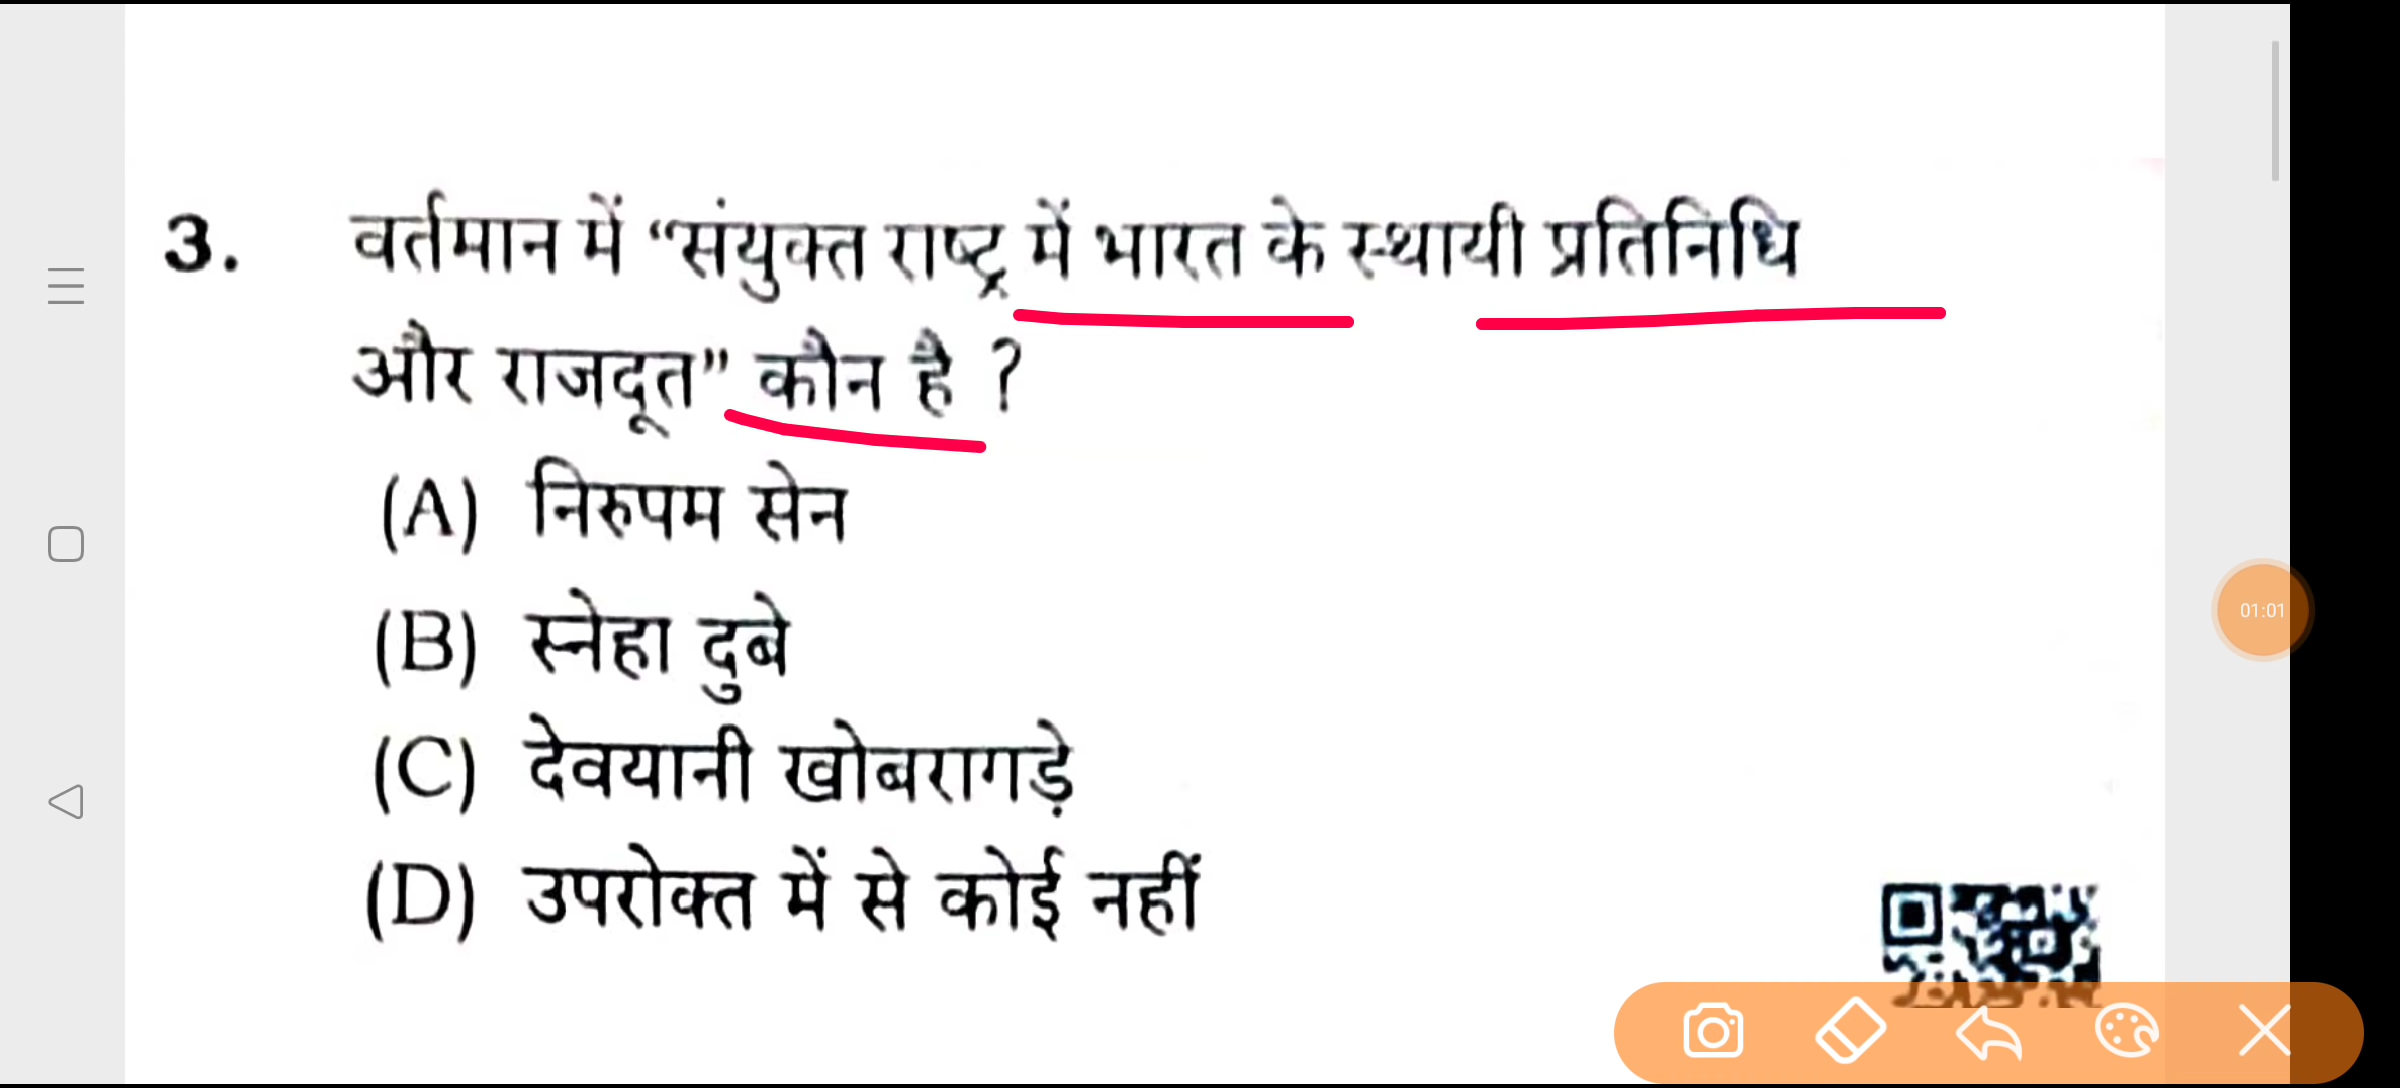 3. वर्तमान में “संयुक्त राष्ट्र में भारत के स्थायी प्रतिनिधि
और राजदूत” कौन है ?
(A) निरुपम सेन
(B) स्नेहा दुबे
(C) देवयानी खोबरागड़े
(D) उपरोक्त में से कोई नहीं
01:01